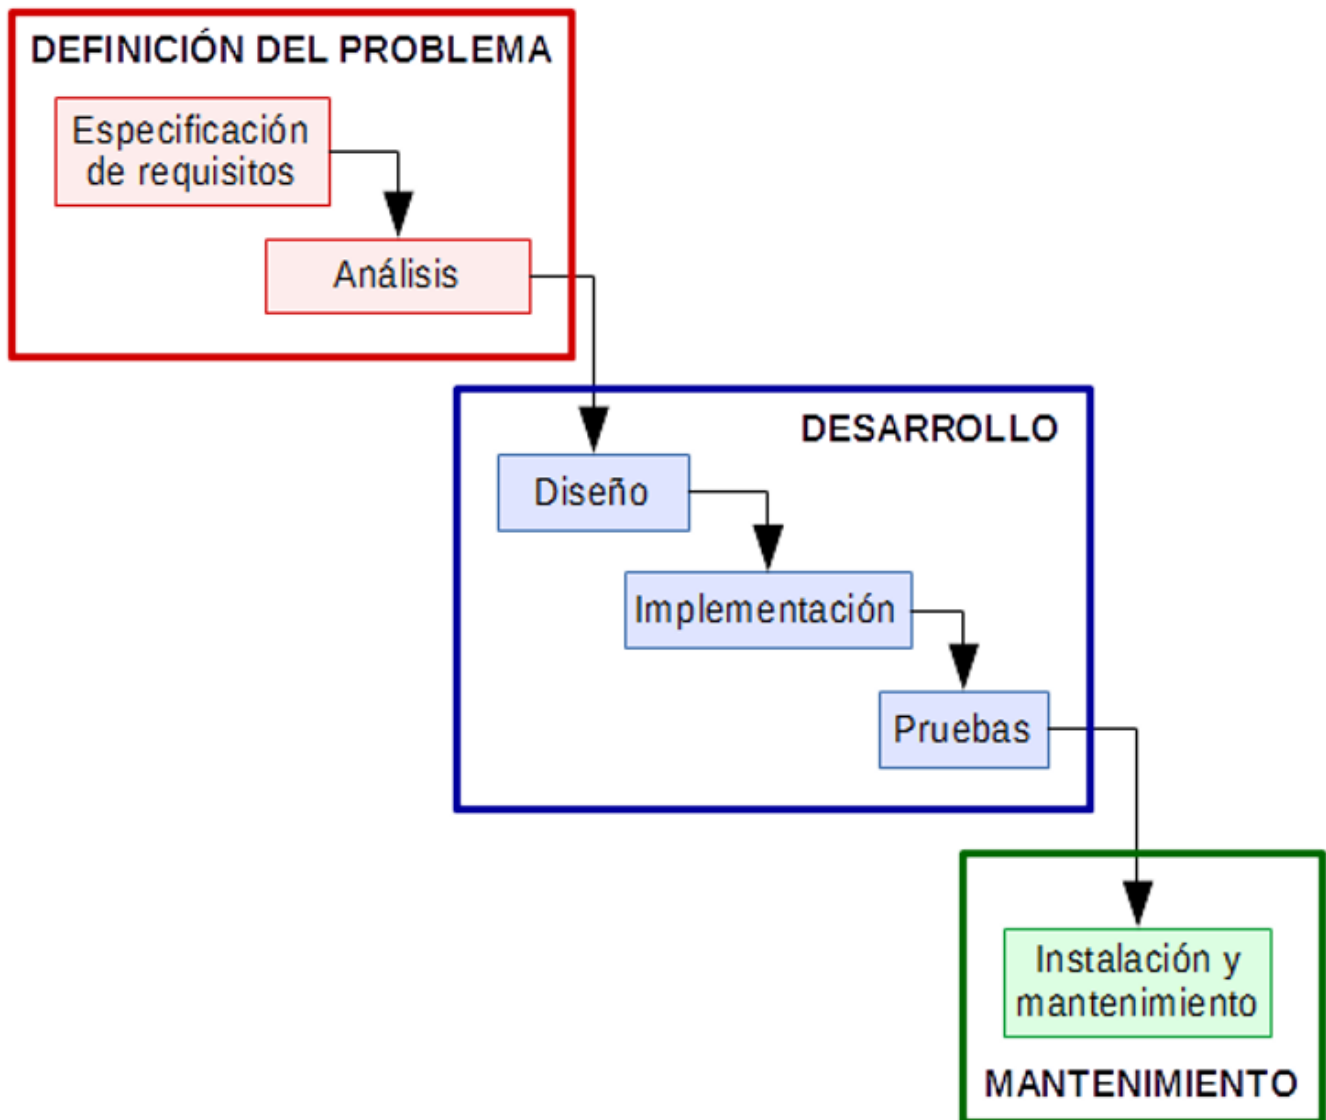 DEFINICIÓN DEL PROBLEMA
Especificación
de requisitos
Análisis
DESARROLLO
Diseño
Implementación
Pruebas
Instalación y
mantenimiento
MANTENIMIENTO